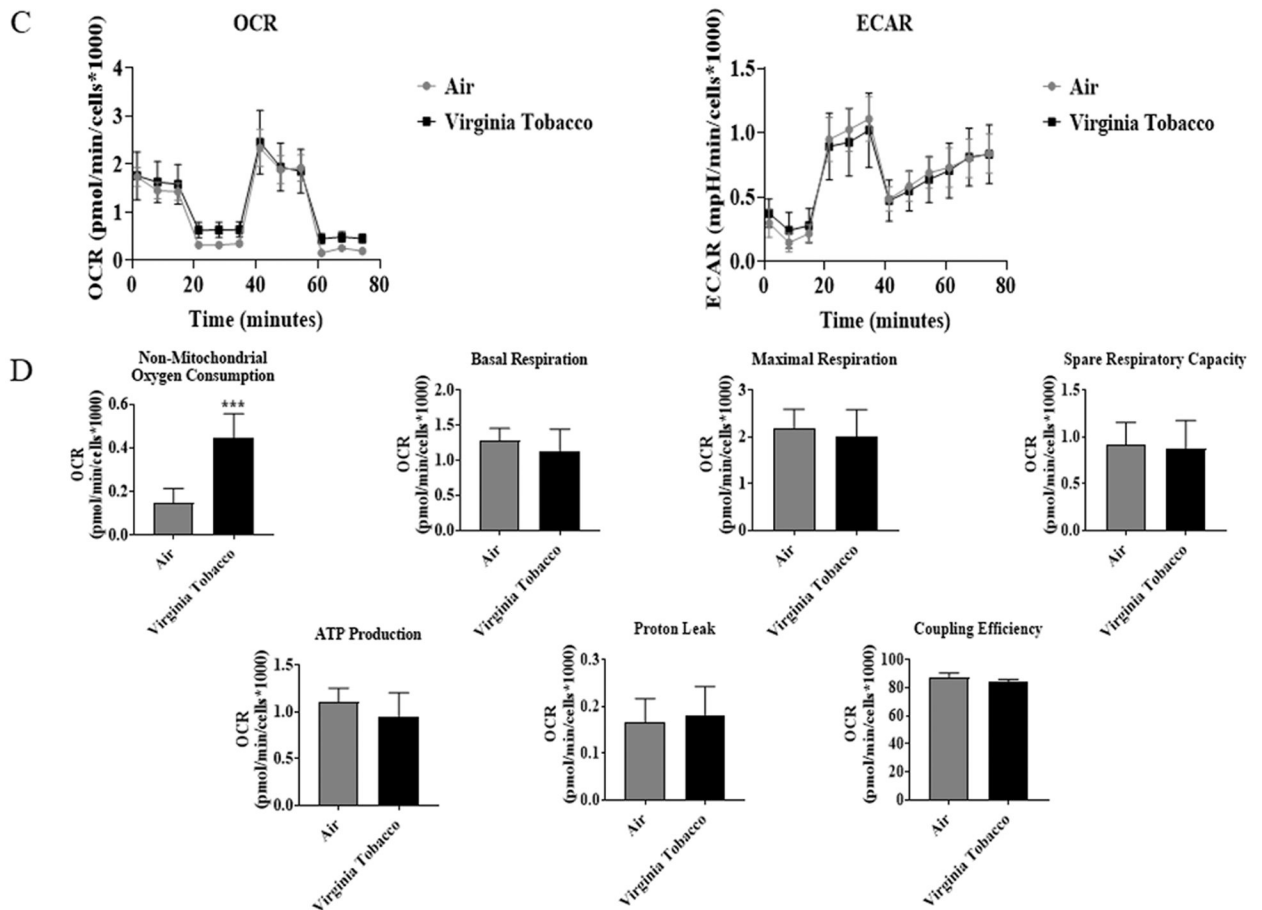 C
OCR
OCR (pmol/min/cells*1000)
4
3
2
1
0
0 20 40 60 80
Time (minutes)
Air
Virginia Tobacco
ECAR
ECAR (mpH/min/cells*1000)
1.5
1.0
0.5
0.0
0 20 40 60 80
Time (minutes)
Air
Virginia Tobacco
D
Non-Mitochondrial
Oxygen Consumption
OCR
(pmol/min/cells*1000)
0.6
0.4
0.2
0.0
***
Air
Virginia Tobacco
Basal Respiration
OCR
(pmol/min/cells*1000)
2.0
1.5
1.0
0.5
0.0
Air
Virginia Tobacco
Maximal Respiration
OCR
(pmol/min/cells*1000)
3
2
1
0
Air
Virginia Tobacco
Spare Respiratory Capacity
OCR
(pmol/min/cells*1000)
1.5
1.0
0.5
0.0
Air
Virginia Tobacco
ATP Production
OCR
(pmol/min/cells*1000)
1.5
1.0
0.5
0.0
Air
Virginia Tobacco
Proton Leak
OCR
(pmol/min/cells*1000)
0.3
0.2
0.1
0.0
Air
Virginia Tobacco
Coupling Efficiency
OCR
(pmol/min/cells*1000)
100
80
60
40
20
0
Air
Virginia Tobacco